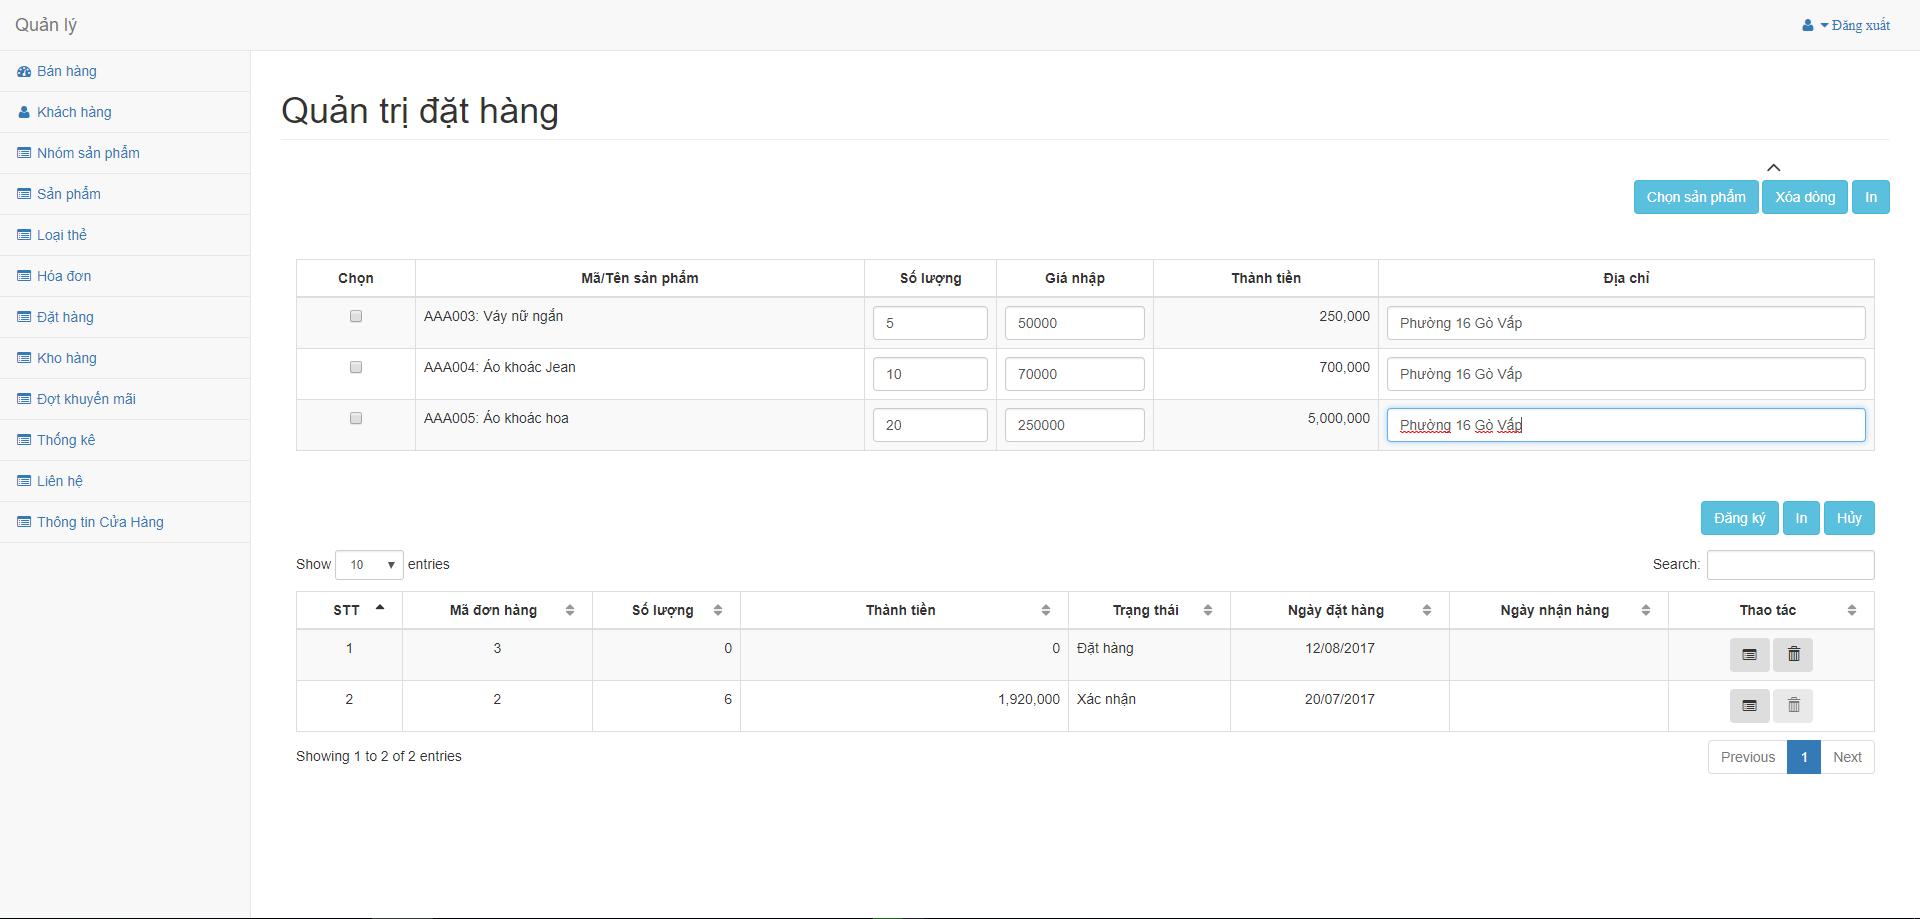 Quản lý
Đăng xuất
Bán hàng
Khách hàng
Nhóm sản phẩm
Sản phẩm
Loại thẻ
Hóa đơn
Đặt hàng
Kho hàng
Đợt khuyến mãi
Thống kê
Liên hệ
Thông tin Cửa Hàng
Quản trị đặt hàng
Chọn sản phẩm Xóa dòng In
Chọn Mã/Tên sản phẩm Số lượng Giá nhập Thành tiền Địa chỉ
AAA003: Váy nữ ngắn 5 50000 250,000 Phường 16 Gò Vấp
AAA004: Áo khoác Jean 10 70000 700,000 Phường 16 Gò Vấp
AAA005: Áo khoác hoa 20 250000 5,000,000 Phường 16 Gò Vấp
Đăng ký In Hủy
Show 10 entries Search:
STT Mã đơn hàng Số lượng Thành tiền Trạng thái Ngày đặt hàng Ngày nhận hàng Thao tác
1 3 0 0 Đặt hàng 12/08/2017
2 2 6 1,920,000 Xác nhận 20/07/2017
Showing 1 to 2 of 2 entries Previous 1 Next